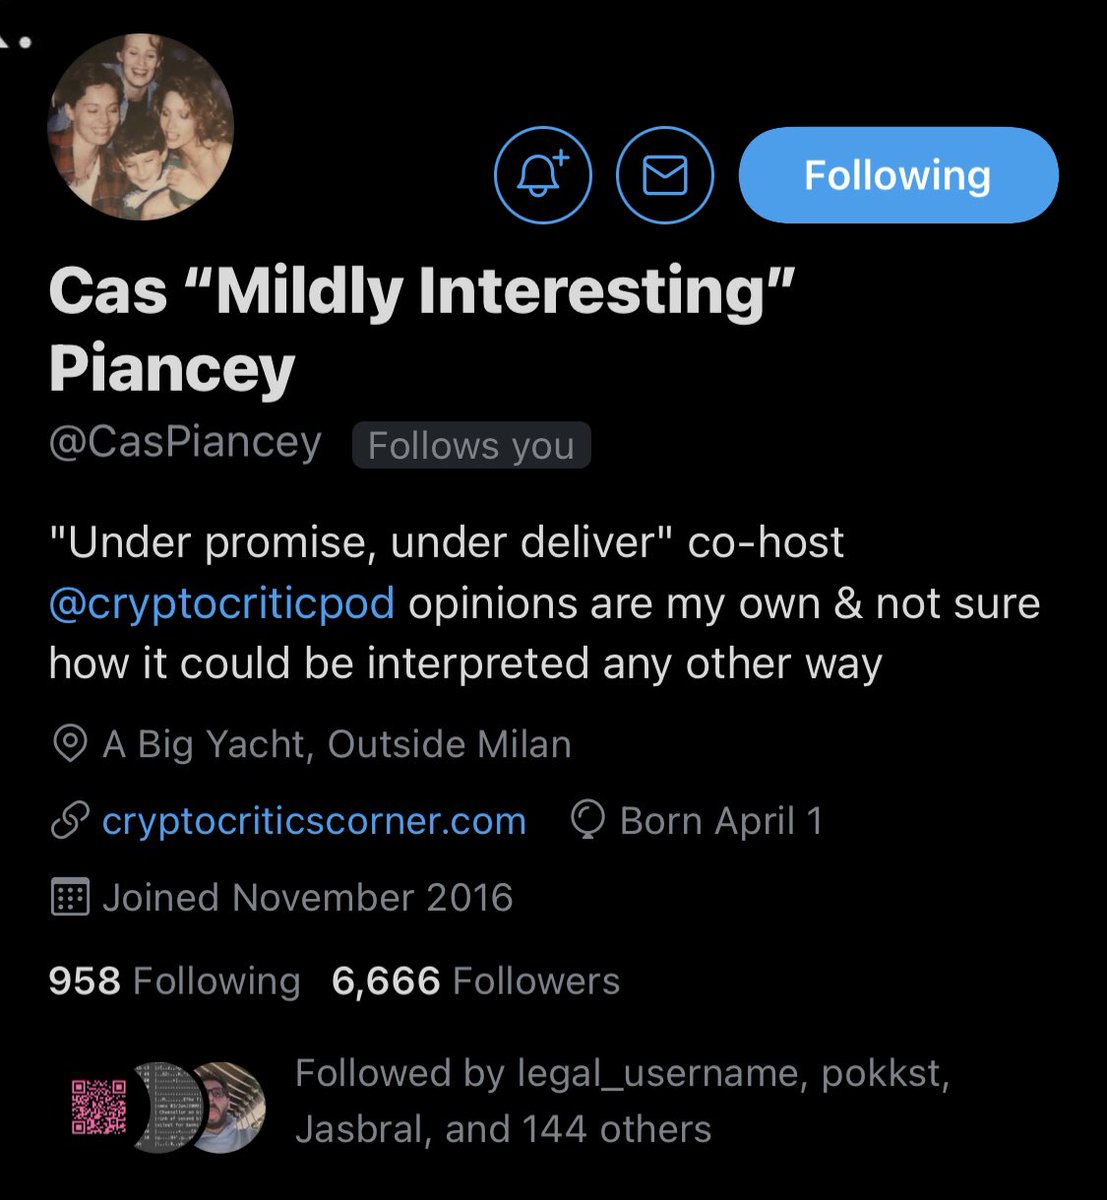 Following
Cas “Mildly Interesting”
Piancey
@CasPiancey Follows you
"Under promise, under deliver" co-host
@cryptocriticpod opinions are my own & not sure
how it could be interpreted any other way
A Big Yacht, Outside Milan
cryptocriticscorner.com Born April 1
Joined November 2016
958 Following 6,666 Followers
Followed by legal_username, pokkst,
Jasbral, and 144 others